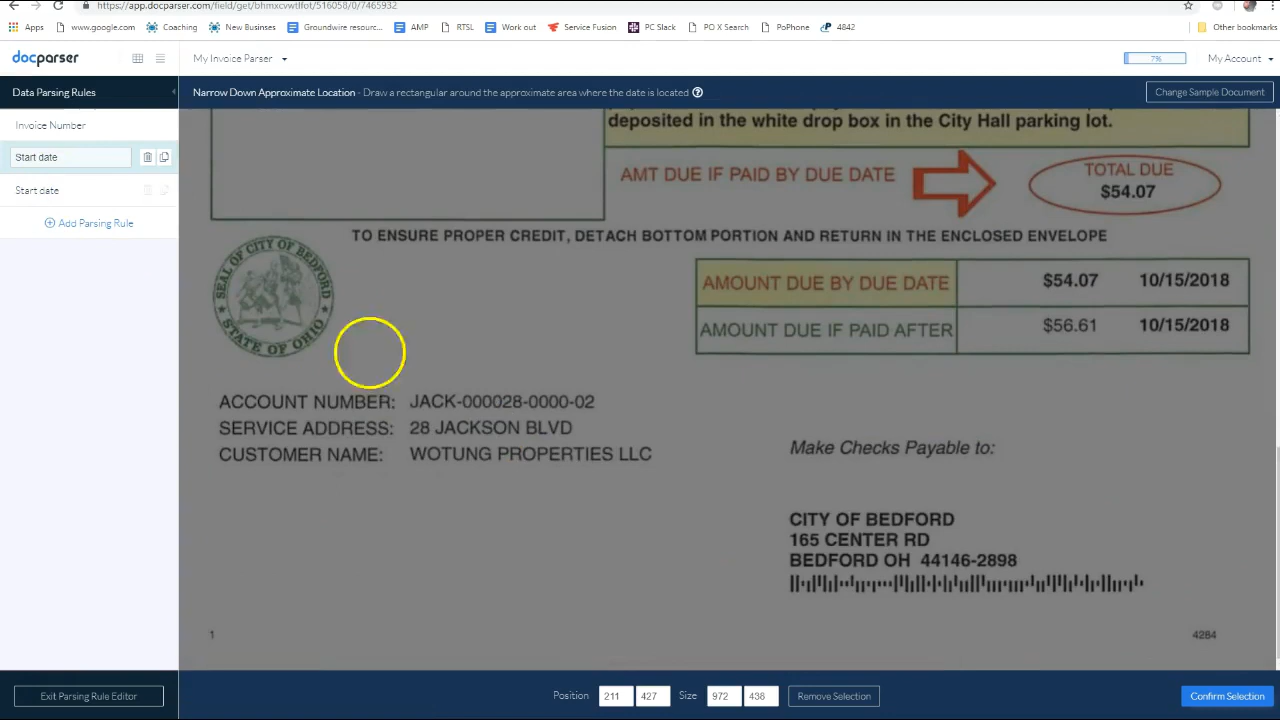 https://app.docparser.com/field/get/bhmxcvwtlfot/516058/0/7465932
Apps www.google.com Coaching New Businses Groundwire resourc... AMP RTSL Work out Service Fusion PC Slack PO X Search PoPhone 4842 Other bookmarks
docparser My Invoice Parser 7% My Account
Data Parsing Rules Narrow Down Approximate Location - Draw a rectangular around the approximate area where the date is located Change Sample Document
Invoice Number
Start date
Start date
Add Parsing Rule
deposited in the white drop box in the City Hall parking lot.
AMT DUE IF PAID BY DUE DATE
TOTAL DUE
$54.07
TO ENSURE PROPER CREDIT, DETACH BOTTOM PORTION AND RETURN IN THE ENCLOSED ENVELOPE
SEAL OF CITY OF BEDFORD
STATE OF OHIO
AMOUNT DUE BY DUE DATE $54.07 10/15/2018
AMOUNT DUE IF PAID AFTER $56.61 10/15/2018
ACCOUNT NUMBER: JACK-000028-0000-02
SERVICE ADDRESS: 28 JACKSON BLVD
CUSTOMER NAME: WOTUNG PROPERTIES LLC
Make Checks Payable to:
CITY OF BEDFORD
165 CENTER RD
BEDFORD OH 44146-2898
1 4284
Exit Parsing Rule Editor Position 211 427 Size 972 436 Remove Selection Confirm Selection